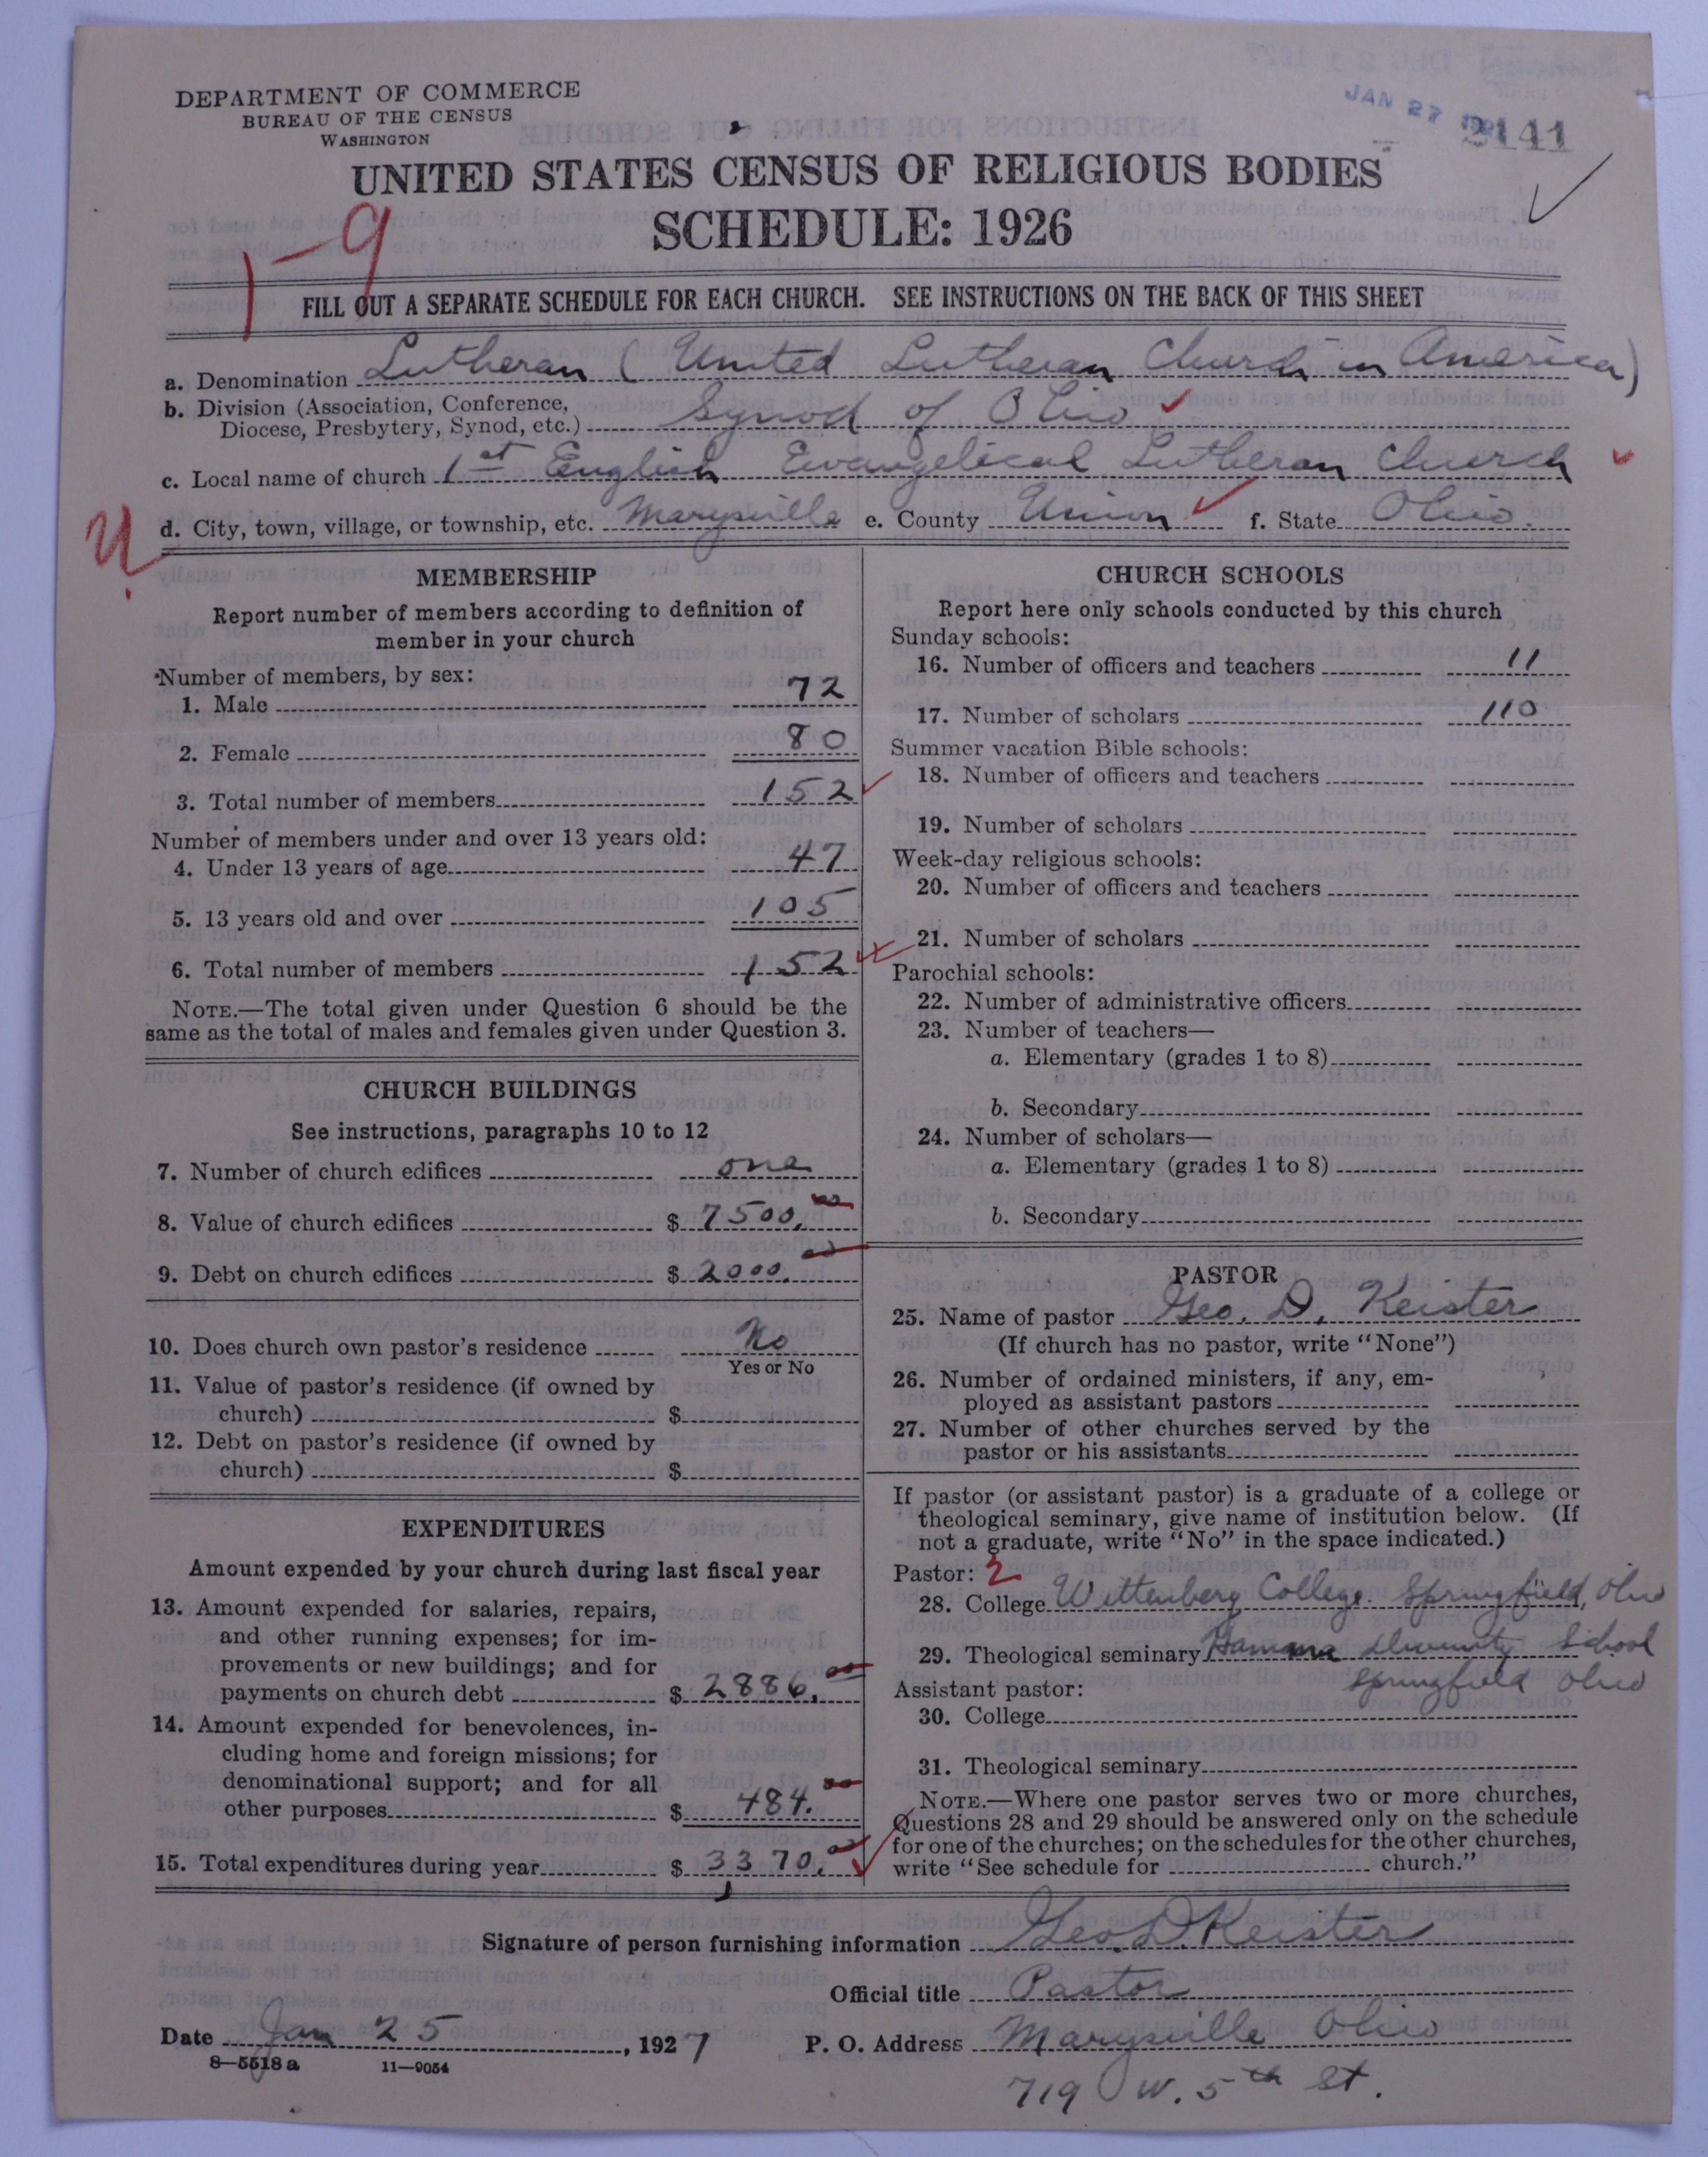 DEPARTMENT OF COMMERCE
BUREAU OF THE CENSUS
WASHINGTON
JAN 27
2141
UNITED STATES CENSUS OF RELIGIOUS BODIES
SCHEDULE: 1926
1-9
FILL OUT A SEPARATE SCHEDULE FOR EACH CHURCH. SEE INSTRUCTIONS ON THE BACK OF THIS SHEET
a. Denomination Lutheran (United Lutheran Church in America)
b. Division (Association, Conference,
Diocese, Presbytery, Synod, etc.) Synod of Ohio
c. Local name of church 1st English Evangelical Lutheran Church
d. City, town, village, or township, etc. Marysville e. County Union f. State Ohio.
MEMBERSHIP
Report number of members according to definition of
member in your church
Number of members, by sex:
1. Male 72
2. Female 80
3. Total number of members 152
Number of members under and over 13 years old:
4. Under 13 years of age 47
5. 13 years old and over 105
6. Total number of members 152
NOTE.—The total given under Question 6 should be the
same as the total of males and females given under Question 3.
CHURCH BUILDINGS
See instructions, paragraphs 10 to 12
7. Number of church edifices one
8. Value of church edifices $ 7500.00
9. Debt on church edifices $ 2000.00
10. Does church own pastor's residence No
Yes or No
11. Value of pastor's residence (if owned by
church) $
12. Debt on pastor's residence (if owned by
church) $
EXPENDITURES
Amount expended by your church during last fiscal year
13. Amount expended for salaries, repairs,
and other running expenses; for im-
provements or new buildings; and for
payments on church debt $ 2886.00
14. Amount expended for benevolences, in-
cluding home and foreign missions; for
denominational support; and for all
other purposes $ 484.00
15. Total expenditures during year $ 3370.00
CHURCH SCHOOLS
Report here only schools conducted by this church
Sunday schools:
16. Number of officers and teachers 11
17. Number of scholars 110
Summer vacation Bible schools:
18. Number of officers and teachers
19. Number of scholars
Week-day religious schools:
20. Number of officers and teachers
21. Number of scholars
Parochial schools:
22. Number of administrative officers
23. Number of teachers—
a. Elementary (grades 1 to 8)
b. Secondary
24. Number of scholars—
a. Elementary (grades 1 to 8)
b. Secondary
PASTOR
25. Name of pastor Geo. D. Keister
(If church has no pastor, write "None")
26. Number of ordained ministers, if any, em-
ployed as assistant pastors
27. Number of other churches served by the
pastor or his assistants
If pastor (or assistant pastor) is a graduate of a college or
theological seminary, give name of institution below. (If
not a graduate, write "No" in the space indicated.)
Pastor: 2
28. College Wittenberg College. Springfield, Ohio
29. Theological seminary Hamma Divinity School
Springfield Ohio
Assistant pastor:
30. College
31. Theological seminary
NOTE.—Where one pastor serves two or more churches,
Questions 28 and 29 should be answered only on the schedule
for one of the churches; on the schedules for the other churches,
write "See schedule for church."
Signature of person furnishing information Geo. D. Keister
Official title Pastor
Date Jan 25, 1927 P. O. Address Marysville Ohio
8—5518 a 11—9054
719 W. 5th St.